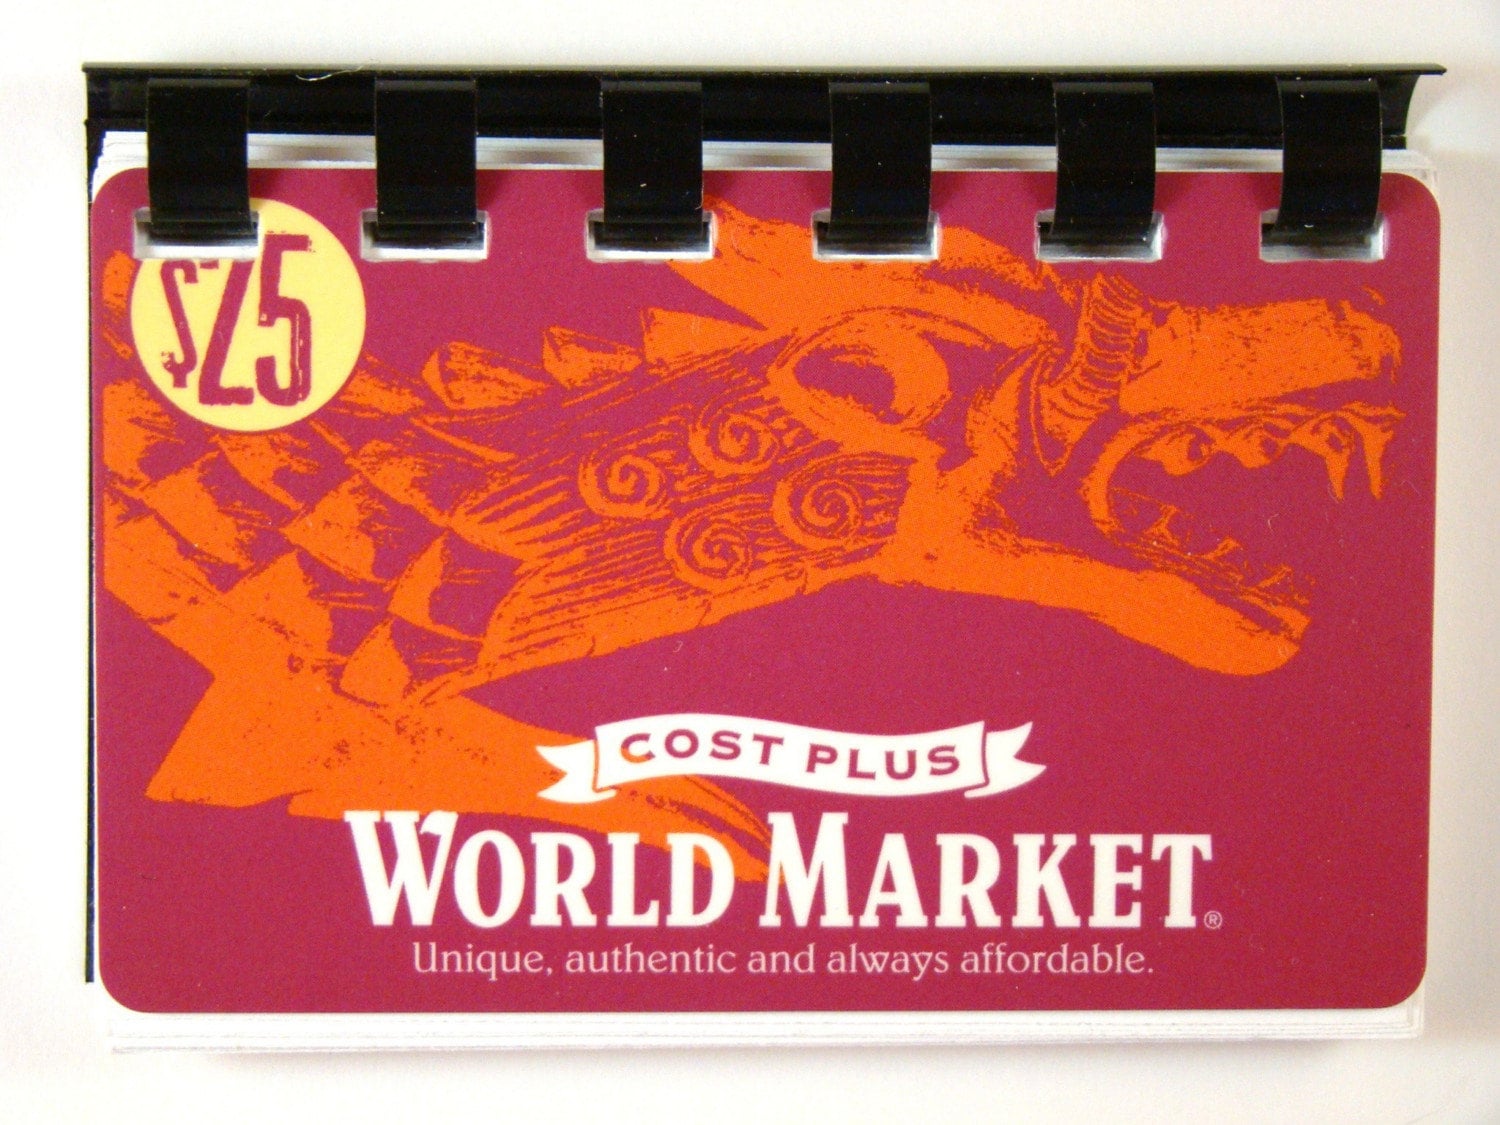 $25
COST PLUS
WORLD MARKET®
Unique, authentic and always affordable.